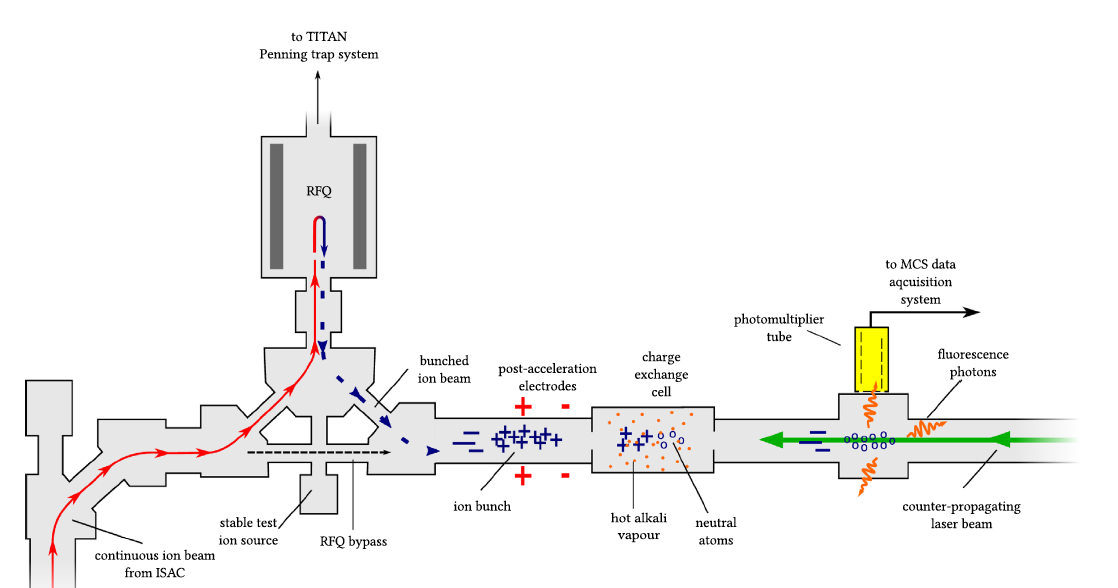 to TITAN
Penning trap system
RFQ
to MCS data
aqcuisition
system
photomultiplier
tube
fluorescence
photons
bunched
ion beam
post-acceleration
electrodes
charge
exchange
cell
+ -
+ -
ion bunch
hot alkali
vapour
neutral
atoms
counter-propagating
laser beam
stable test
ion source
RFQ bypass
continuous ion beam
from ISAC